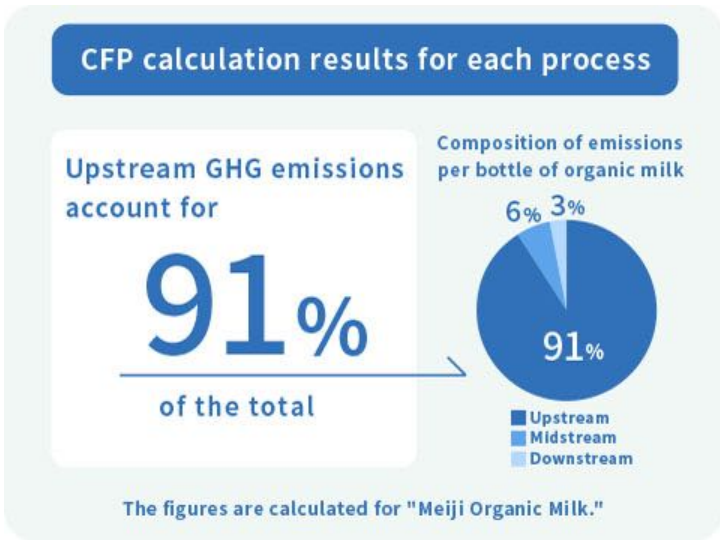 CFP calculation results for each process
Upstream GHG emissions
account for
91%
of the total
Composition of emissions
per bottle of organic milk
6% 3%
91%
Upstream
Midstream
Downstream
The figures are calculated for "Meiji Organic Milk."